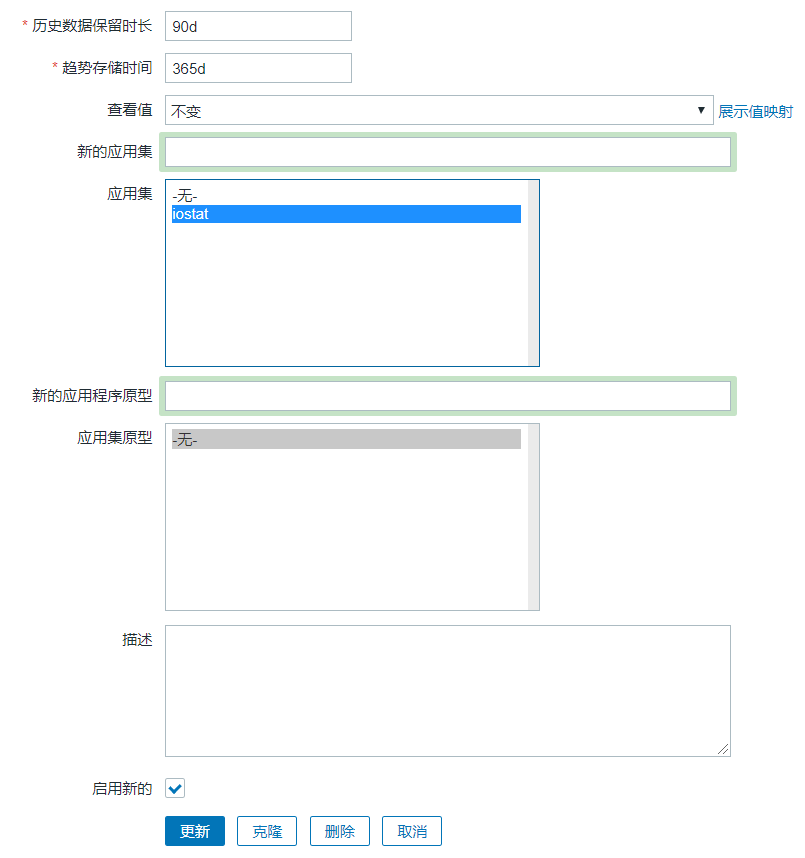 * 历史数据保留时长 90d
* 趋势存储时间 365d
查看值 不变 展示值映射
新的应用集
应用集 -无-
iostat
新的应用程序原型
应用集原型 -无-
描述
启用新的
更新 克隆 删除 取消